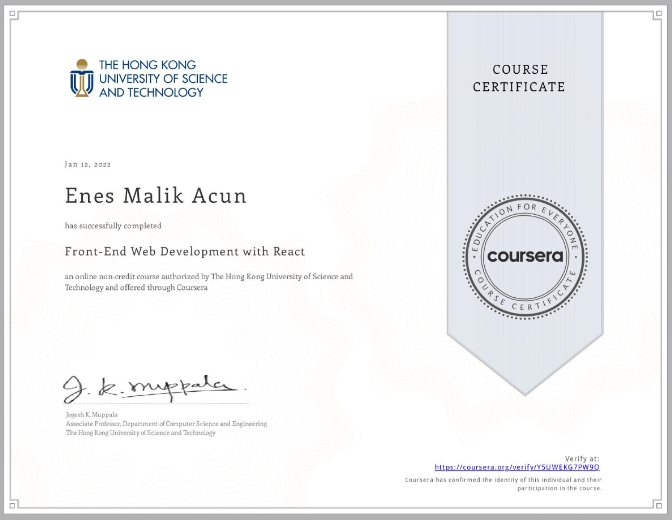 THE HONG KONG
UNIVERSITY OF SCIENCE
AND TECHNOLOGY
COURSE
CERTIFICATE
Jan 12, 2022
Enes Malik Acun
has successfully completed
Front-End Web Development with React
an online non-credit course authorized by The Hong Kong University of Science and
Technology and offered through Coursera
EDUCATION FOR EVERYONE
coursera
COURSE CERTIFICATE
J. K. Muppala
Jogesh K. Muppala
Associate Professor, Department of Computer Science and Engineering
The Hong Kong University of Science and Technology
Verify at:
https://coursera.org/verify/Y5UWEKG7PW9Q
Coursera has confirmed the identity of this individual and their
participation in the course.